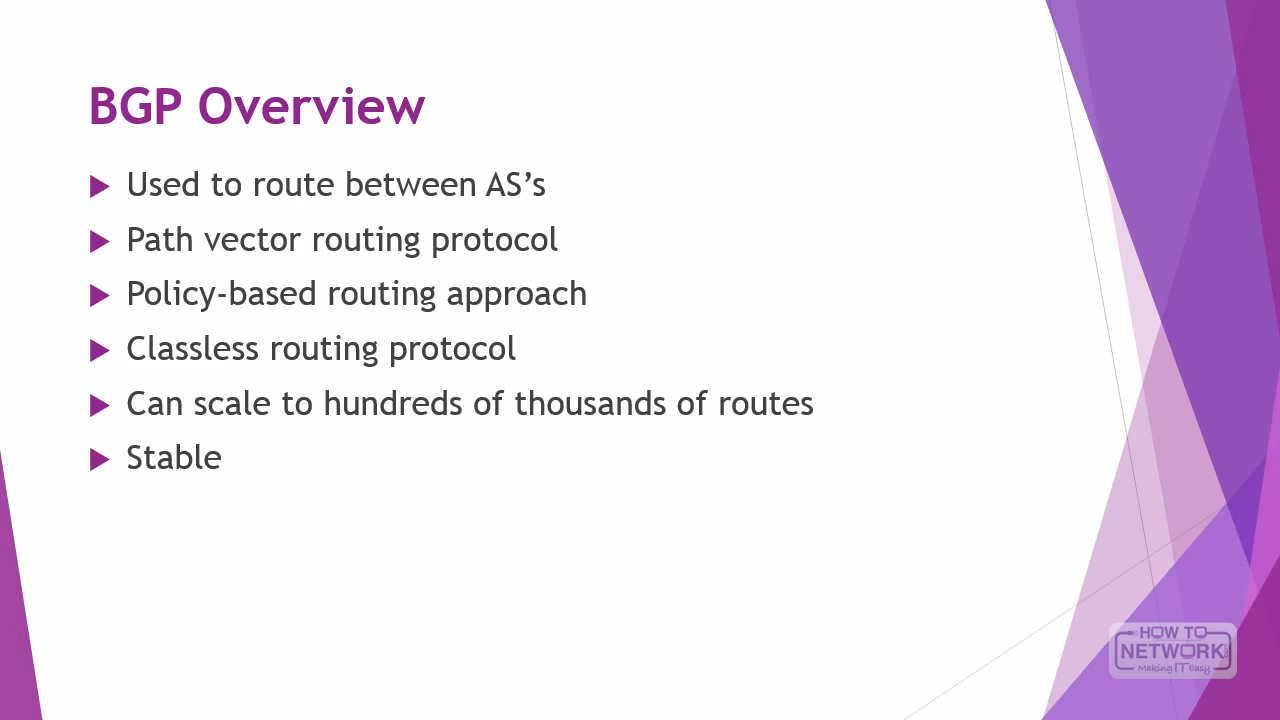 BGP Overview
Used to route between AS’s
Path vector routing protocol
Policy-based routing approach
Classless routing protocol
Can scale to hundreds of thousands of routes
Stable
HOW TO
NETWORK
Making IT Easy